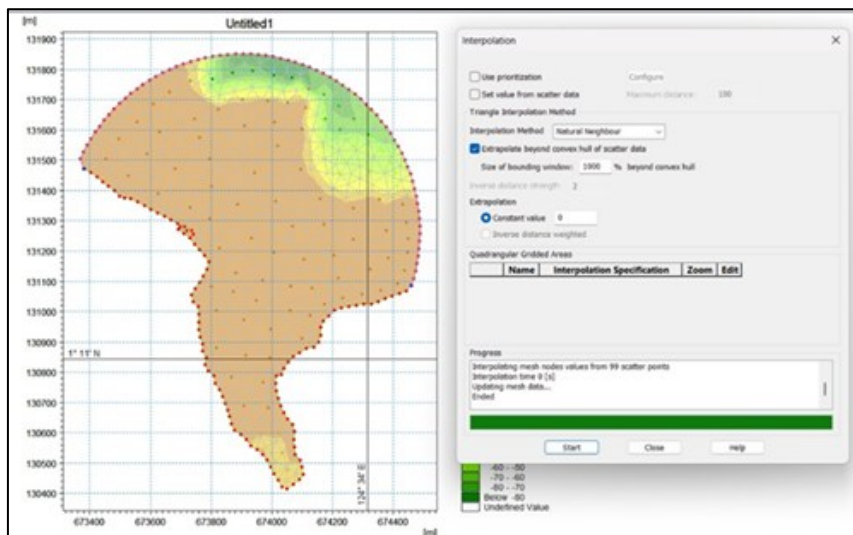 Untitled1
[m]
131900
131800
131700
131600
131500
131400
131300
131200
131100
131000
130900
130800
130700
130600
130500
130400
1° 11' N
124° 34' E
673400
673600
673800
674000
674200
674400
[m]
Interpolation
Use prioritization
Configure
Set value from scatter data
Maximum distance: 100
Triangle Interpolation Method
Interpolation Method Natural Neighbour
Extrapolate beyond convex hull of scatter data
Size of bounding window: 1000 % beyond convex hull
Inverse distance strength: 2
Extrapolation
Constant value 0
Inverse distance weighted
Quadrangular Gridded Areas
Name Interpolation Specification Zoom Edit
Progress
Interpolating mesh nodes values from 99 scatter points
Interpolation time 0 [s]
Updating mesh data...
Ended
Start Close Help
-60 - -50
-70 - -60
-80 - -70
Below -80
Undefined Value